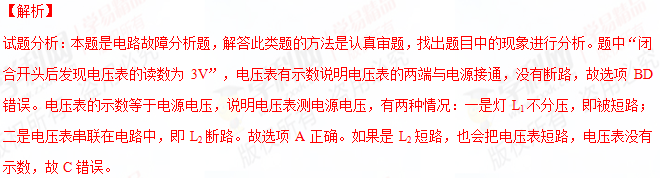 【解析】
试题分析：本题是电路故障分析题，解答此类题的方法是认真审题，找出题目中的现象进行分析。题中“闭
合开头后发现电压表的读数为 3V”，电压表有示数说明电压表的两端与电源接通，没有断路，故选项 BD
错误。电压表的示数等于电源电压，说明电压表测电源电压，有两种情况：一是灯 L₁不分压，即被短路；
二是电压表串联在电路中，即 L₂断路。故选项 A 正确。如果是 L₂短路，也会把电压表短路，电压表没有
示数，故 C 错误。